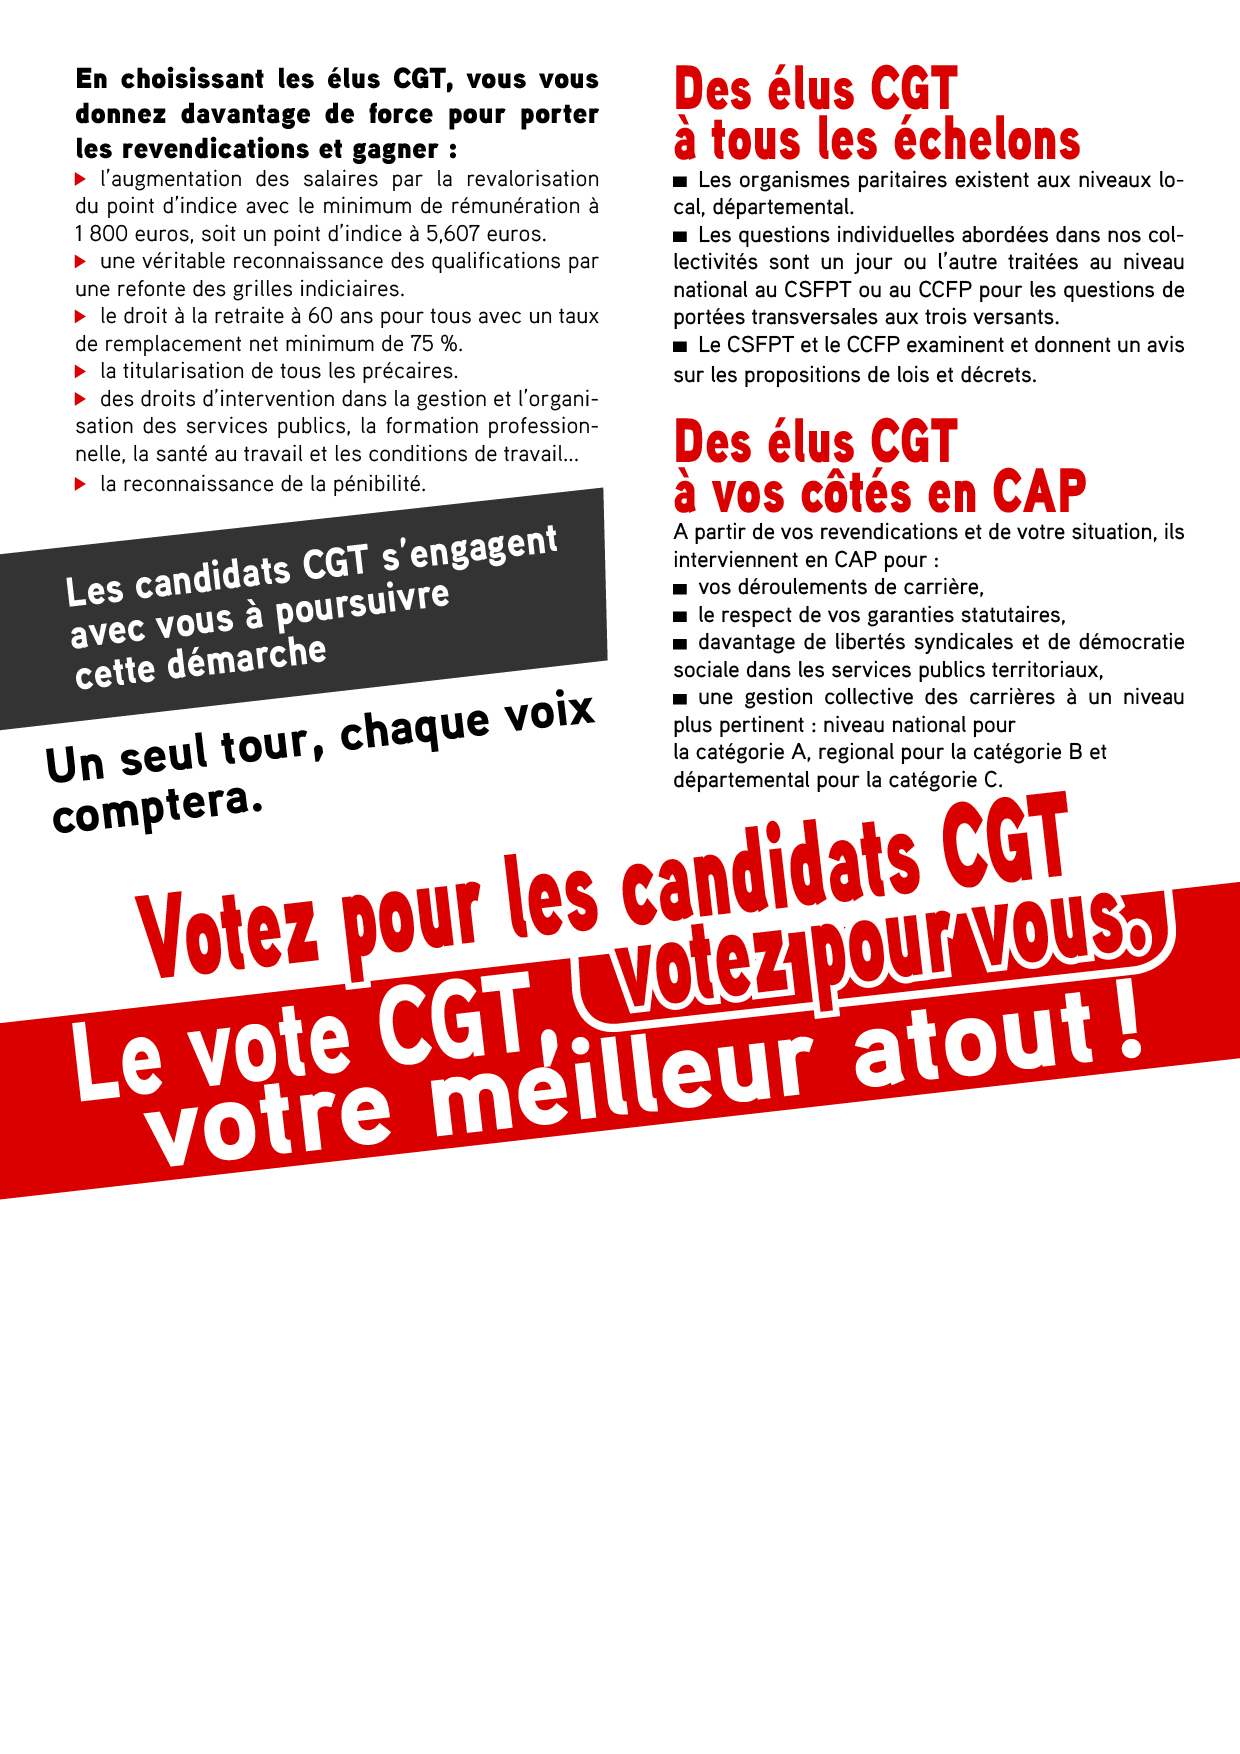 En choisissant les élus CGT, vous vous
donnez davantage de force pour porter
les revendications et gagner :
l’augmentation des salaires par la revalorisation
du point d’indice avec le minimum de rémunération à
1 800 euros, soit un point d’indice à 5,607 euros.
une véritable reconnaissance des qualifications par
une refonte des grilles indiciaires.
le droit à la retraite à 60 ans pour tous avec un taux
de remplacement net minimum de 75 %.
la titularisation de tous les précaires.
des droits d’intervention dans la gestion et l’organi-
sation des services publics, la formation profession-
nelle, la santé au travail et les conditions de travail...
la reconnaissance de la pénibilité.
Les candidats CGT s’engagent
avec vous à poursuivre
cette démarche
Un seul tour, chaque voix
comptera.
Des élus CGT
à tous les échelons
Les organismes paritaires existent aux niveaux lo-
cal, départemental.
Les questions individuelles abordées dans nos col-
lectivités sont un jour ou l’autre traitées au niveau
national au CSFPT ou au CCFP pour les questions de
portées transversales aux trois versants.
Le CSFPT et le CCFP examinent et donnent un avis
sur les propositions de lois et décrets.
Des élus CGT
à vos côtés en CAP
A partir de vos revendications et de votre situation, ils
interviennent en CAP pour :
vos déroulements de carrière,
le respect de vos garanties statutaires,
davantage de libertés syndicales et de démocratie
sociale dans les services publics territoriaux,
une gestion collective des carrières à un niveau
plus pertinent : niveau national pour
la catégorie A, regional pour la catégorie B et
départemental pour la catégorie C.
Votez pour les candidats CGT
votez pour vous.
Le vote CGT,
votre meilleur atout !